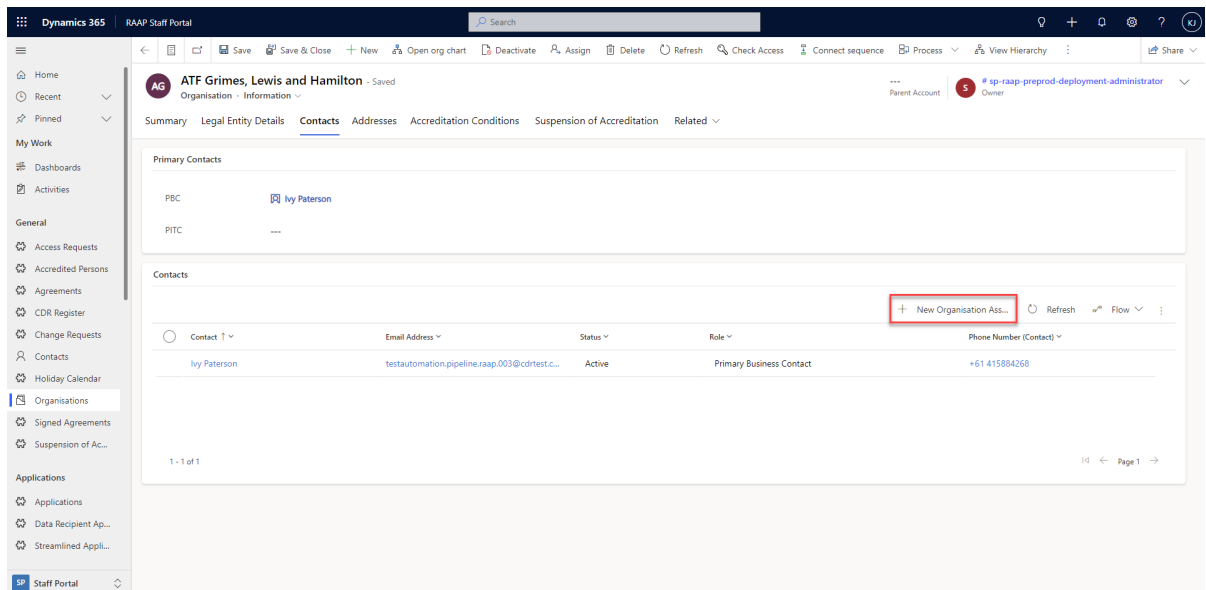 Dynamics 365 RAAP Staff Portal Search ? KJ
Save Save & Close New Open org chart Deactivate Assign Delete Refresh Check Access Connect sequence Process View Hierarchy Share
Home
Recent
Pinned
My Work
Dashboards
Activities
General
Access Requests
Accredited Persons
Agreements
CDR Register
Change Requests
Contacts
Holiday Calendar
Organisations
Signed Agreements
Suspension of Ac...
Applications
Applications
Data Recipient Ap...
Streamlined Appli...
SP Staff Portal
AG ATF Grimes, Lewis and Hamilton - Saved
Organisation · Information
---
Parent Account
S # sp-raap-preprod-deployment-administrator
Owner
Summary Legal Entity Details Contacts Addresses Accreditation Conditions Suspension of Accreditation Related
Primary Contacts
PBC Ivy Paterson
PITC ---
Contacts
New Organisation Ass... Refresh Flow
Contact ↑ Email Address Status Role Phone Number (Contact)
Ivy Paterson testautomation.pipeline.raap.003@cdrtest.c... Active Primary Business Contact +61 415884268
1 - 1 of 1 Page 1